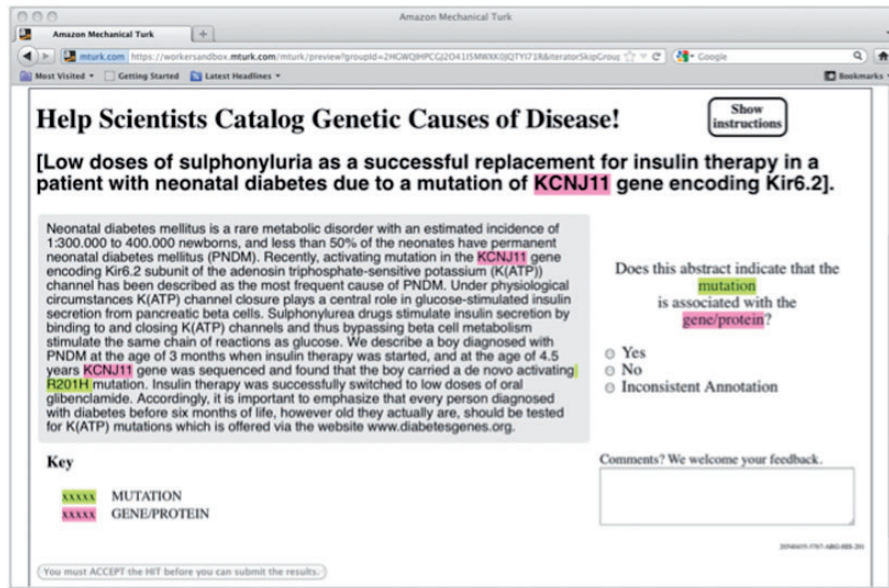 Amazon Mechanical Turk
Amazon Mechanical Turk
mturk.com https://workersandbox.mturk.com/mturk/preview?groupId= Google
Most Visited Getting Started Latest Headlines Bookmarks
Help Scientists Catalog Genetic Causes of Disease!
Show
instructions
[Low doses of sulphonyluria as a successful replacement for insulin therapy in a
patient with neonatal diabetes due to a mutation of KCNJ11 gene encoding Kir6.2].
Neonatal diabetes mellitus is a rare metabolic disorder with an estimated incidence of
1:300.000 to 400.000 newborns, and less than 50% of the neonates have permanent
neonatal diabetes mellitus (PNDM). Recently, activating mutation in the KCNJ11 gene
encoding Kir6.2 subunit of the adenosin triphosphate-sensitive potassium (K(ATP))
channel has been described as the most frequent cause of PNDM. Under physiological
circumstances K(ATP) channel closure plays a central role in glucose-stimulated insulin
secretion from pancreatic beta cells. Sulphonylurea drugs stimulate insulin secretion by
binding to and closing K(ATP) channels and thus bypassing beta cell metabolism
stimulate the same chain of reactions as glucose. We describe a boy diagnosed with
PNDM at the age of 3 months when insulin therapy was started, and at the age of 4.5
years KCNJ11 gene was sequenced and found that the boy carried a de novo activating
R201H mutation. Insulin therapy was successfully switched to low doses of oral
glibenclamide. Accordingly, it is important to emphasize that every person diagnosed
with diabetes before six months of life, however old they actually are, should be tested
for K(ATP) mutations which is offered via the website www.diabetesgenes.org.
Does this abstract indicate that the
mutation
is associated with the
gene/protein?
Yes
No
Inconsistent Annotation
Key
xxxxx MUTATION
xxxxx GENE/PROTEIN
Comments? We welcome your feedback.
You must ACCEPT the HIT before you can submit the results.